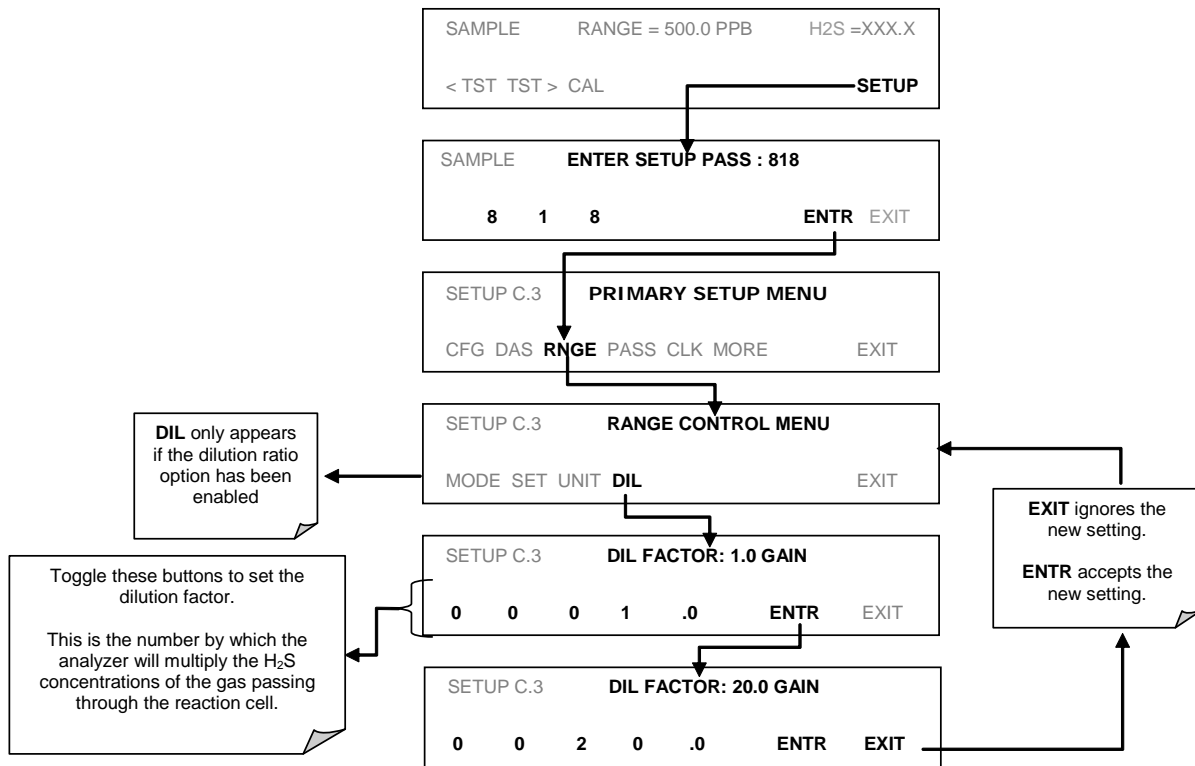 SAMPLE RANGE = 500.0 PPB H2S =XXX.X
< TST TST > CAL SETUP
SAMPLE ENTER SETUP PASS : 818
8 1 8 ENTR EXIT
SETUP C.3 PRIMARY SETUP MENU
CFG DAS RNGE PASS CLK MORE EXIT
SETUP C.3 RANGE CONTROL MENU
MODE SET UNIT DIL EXIT
DIL only appears
if the dilution ratio
option has been
enabled
EXIT ignores the
new setting.
ENTR accepts the
new setting.
SETUP C.3 DIL FACTOR: 1.0 GAIN
0 0 0 1 .0 ENTR EXIT
Toggle these buttons to set the
dilution factor.
This is the number by which the
analyzer will multiply the H₂S
concentrations of the gas passing
through the reaction cell.
SETUP C.3 DIL FACTOR: 20.0 GAIN
0 0 2 0 .0 ENTR EXIT